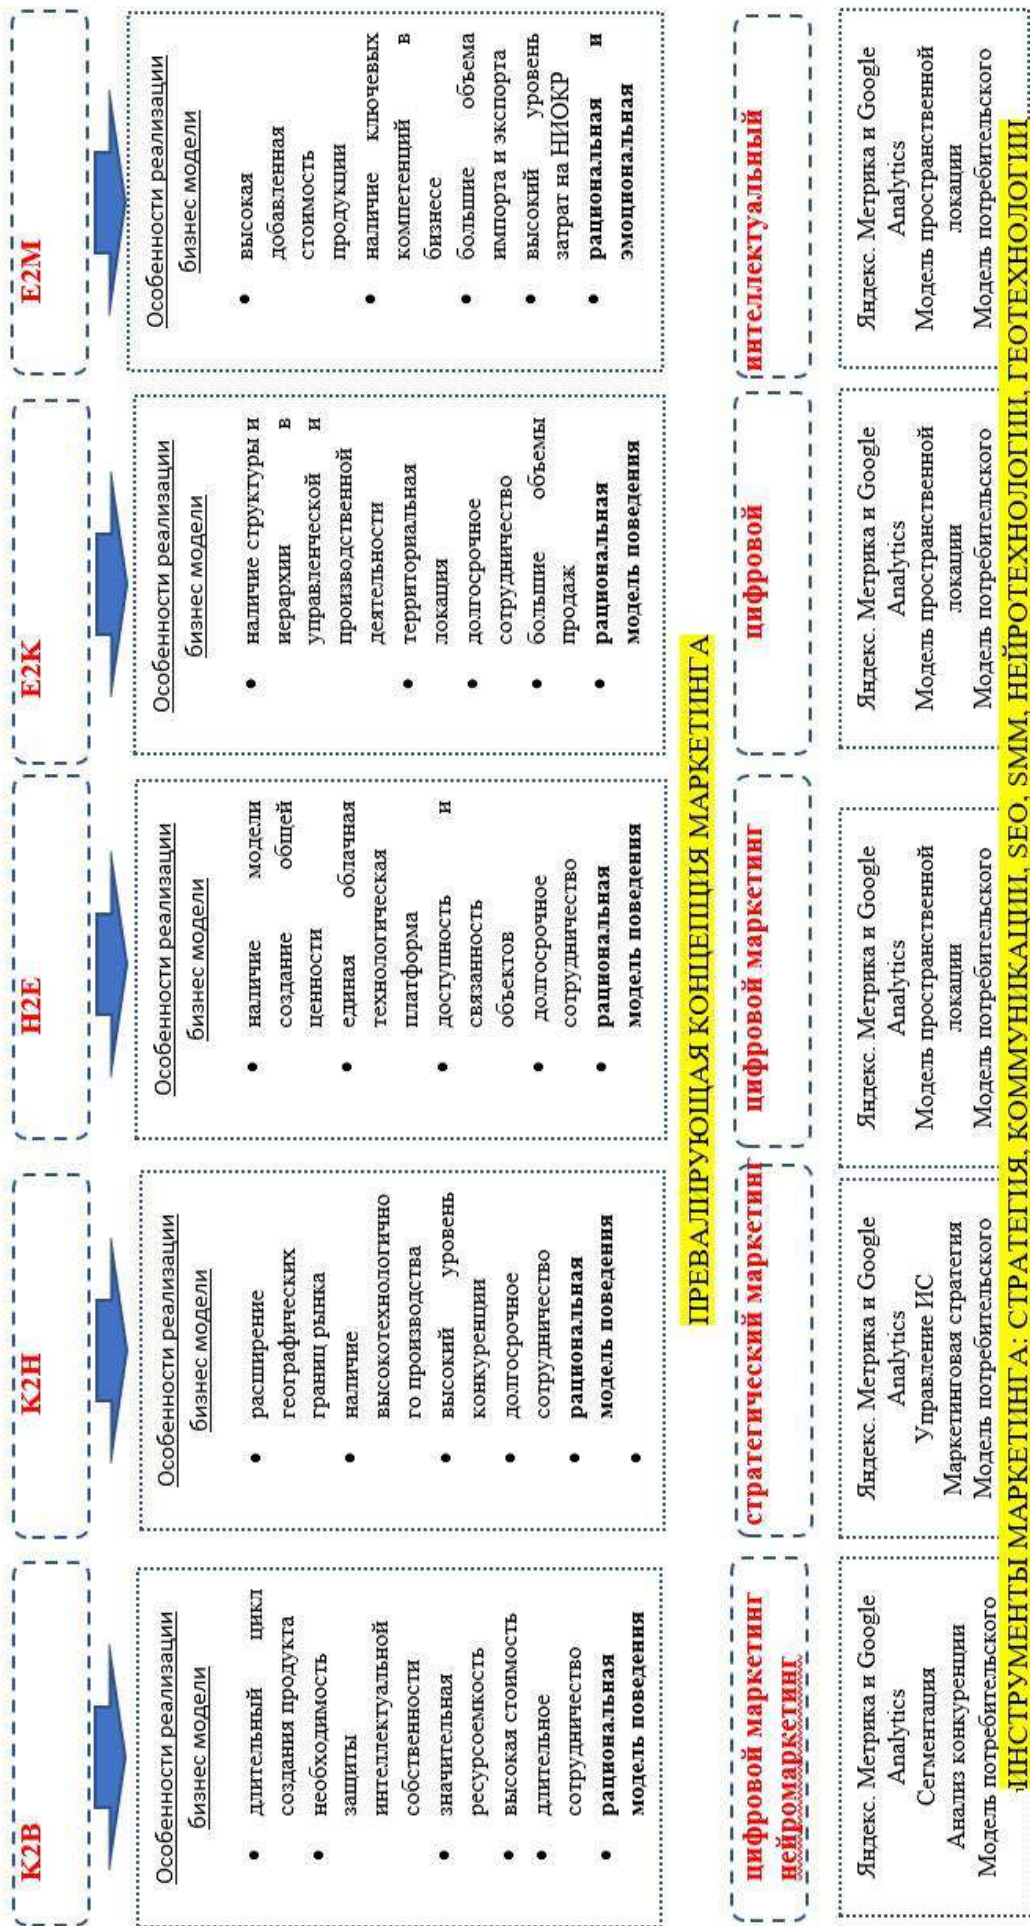 K2B
Особенности реализации
бизнес модели
• длительный цикл
создания продукта
• необходимость
защиты
интеллектуальной
собственности
• значительная
ресурсоемкость
• высокая стоимость
• длительное
сотрудничество
• рациональная
модель поведения
K2H
Особенности реализации
бизнес модели
• расширение
географических
границ рынка
• наличие
высокотехнологично
го производства
• высокий уровень
конкуренции
• долгосрочное
сотрудничество
• рациональная
модель поведения
•
H2E
Особенности реализации
бизнес модели
• наличие модели
создание общей
ценности
• единая облачная
технологическая
платформа
• доступность и
связанность
объектов
• долгосрочное
сотрудничество
• рациональная
модель поведения
E2K
Особенности реализации
бизнес модели
• наличие структуры и
иерархии в
управленческой и
производственной
деятельности
• территориальная
локация
• долгосрочное
сотрудничество
• большие объемы
продаж
• рациональная
модель поведения
E2M
Особенности реализации
бизнес модели
• высокая
добавленная
стоимость
продукции
• наличие ключевых
компетенций в
бизнесе
• большие объема
импорта и экспорта
• высокий уровень
затрат на НИОКР
• рациональная и
эмоциональная
ПРЕВАЛИРУЮЩАЯ КОНЦЕПЦИЯ МАРКЕТИНГА
цифровой маркетинг
нейромаркетинг
стратегический маркетинг
цифровой маркетинг
цифровой
интеллектуальный
Яндекс. Метрика и Google
Analytics
Сегментация
Анализ конкуренции
Модель потребительского
Яндекс. Метрика и Google
Analytics
Управление ИС
Маркетинговая стратегия
Модель потребительского
Яндекс. Метрика и Google
Analytics
Модель пространственной
локации
Модель потребительского
Яндекс. Метрика и Google
Analytics
Модель пространственной
локации
Модель потребительского
Яндекс. Метрика и Google
Analytics
Модель пространственной
локации
Модель потребительского
ИНСТРУМЕНТЫ МАРКЕТИНГА: СТРАТЕГИЯ, КОММУНИКАЦИИ, SEO, SMM, НЕЙРОТЕХНОЛОГИИ, ГЕОТЕХНОЛОГИИ